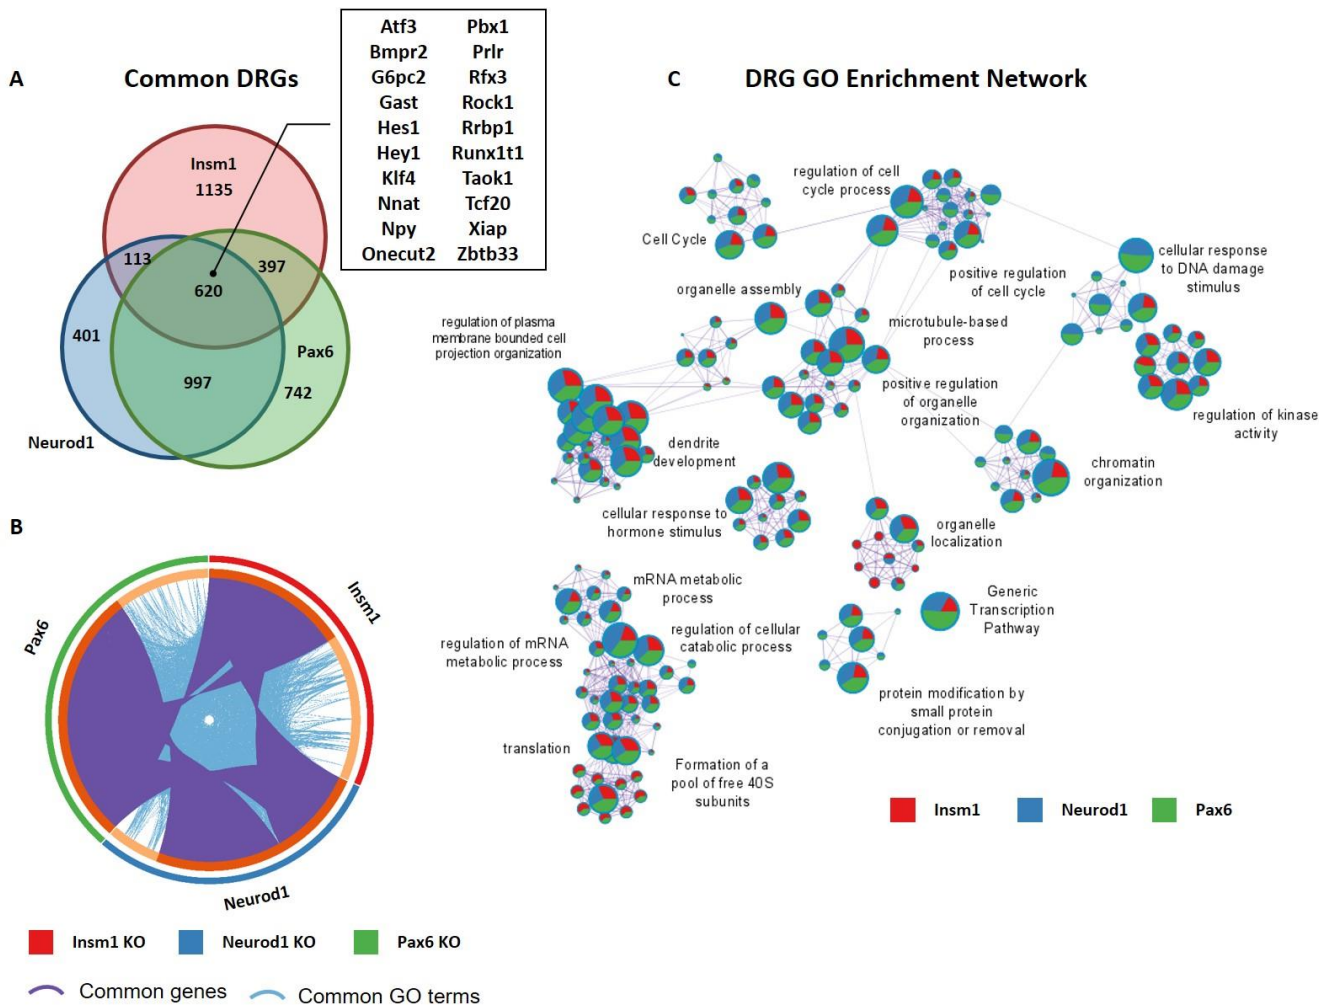 A
Common DRGs
Atf3 Pbx1
Bmpr2 Prlr
G6pc2 Rfx3
Gast Rock1
Hes1 Rrbp1
Hey1 Runx1t1
Klf4 Taok1
Nnat Tcf20
Npy Xiap
Onecut2 Zbtb33
Insm1
1135
113
397
620
401
Pax6
997
742
Neurod1
B
Pax6
Insm1
Neurod1
Insm1 KO
Neurod1 KO
Pax6 KO
Common genes
Common GO terms
C
DRG GO Enrichment Network
regulation of cell
cycle process
Cell Cycle
cellular response
to DNA damage
stimulus
positive regulation
of cell cycle
organelle assembly
regulation of plasma
membrane bounded cell
projection organization
microtubule-based
process
positive regulation
of organelle
organization
regulation of kinase
activity
dendrite
development
chromatin
organization
cellular response to
hormone stimulus
organelle
localization
mRNA metabolic
process
Generic
Transcription
Pathway
regulation of mRNA
metabolic process
regulation of cellular
catabolic process
protein modification by
small protein
conjugation or removal
translation
Formation of a
pool of free 40S
subunits
Insm1
Neurod1
Pax6